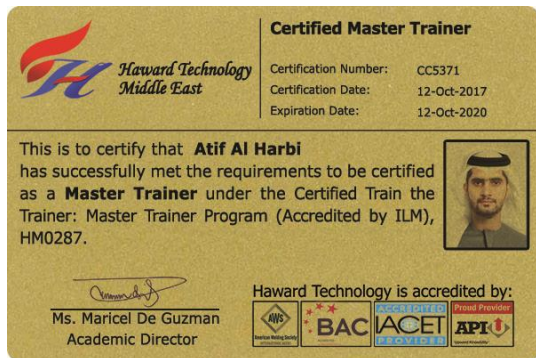 Haward Technology
Middle East
Certified Master Trainer
Certification Number: CC5371
Certification Date: 12-Oct-2017
Expiration Date: 12-Oct-2020
This is to certify that Atif Al Harbi
has successfully met the requirements to be certified
as a Master Trainer under the Certified Train the
Trainer: Master Trainer Program (Accredited by ILM),
HM0287.
Ms. Maricel De Guzman
Academic Director
Haward Technology is accredited by:
AWS
American Welding Society
BAC
ACCREDITED
IACET
PROVIDER
Proud Provider
API